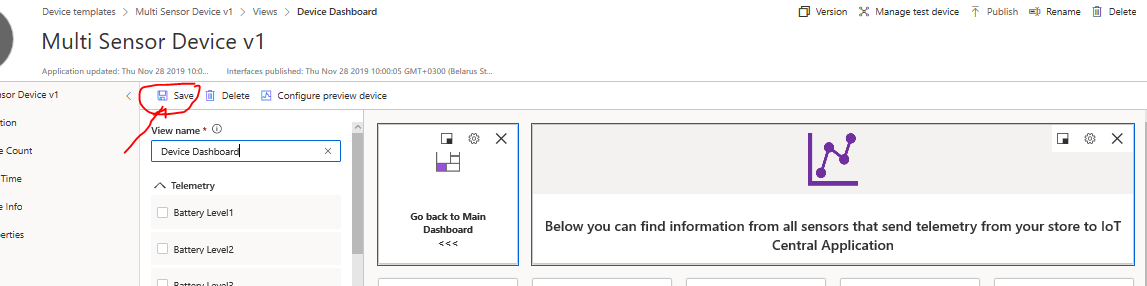 Device templates > Multi Sensor Device v1 > Views > Device Dashboard
Version Manage test device Publish Rename Delete
Multi Sensor Device v1
Application updated: Thu Nov 28 2019 10:0... Interfaces published: Thu Nov 28 2019 10:00:05 GMT+0300 (Belarus St...
sor Device v1
Save Delete Configure preview device
tion
e Count
Time
e Info
erties
View name *
Device Dashboard
Telemetry
Battery Level1
Battery Level2
Battery Level3
Go back to Main
Dashboard
<<<
Below you can find information from all sensors that send telemetry from your store to IoT
Central Application